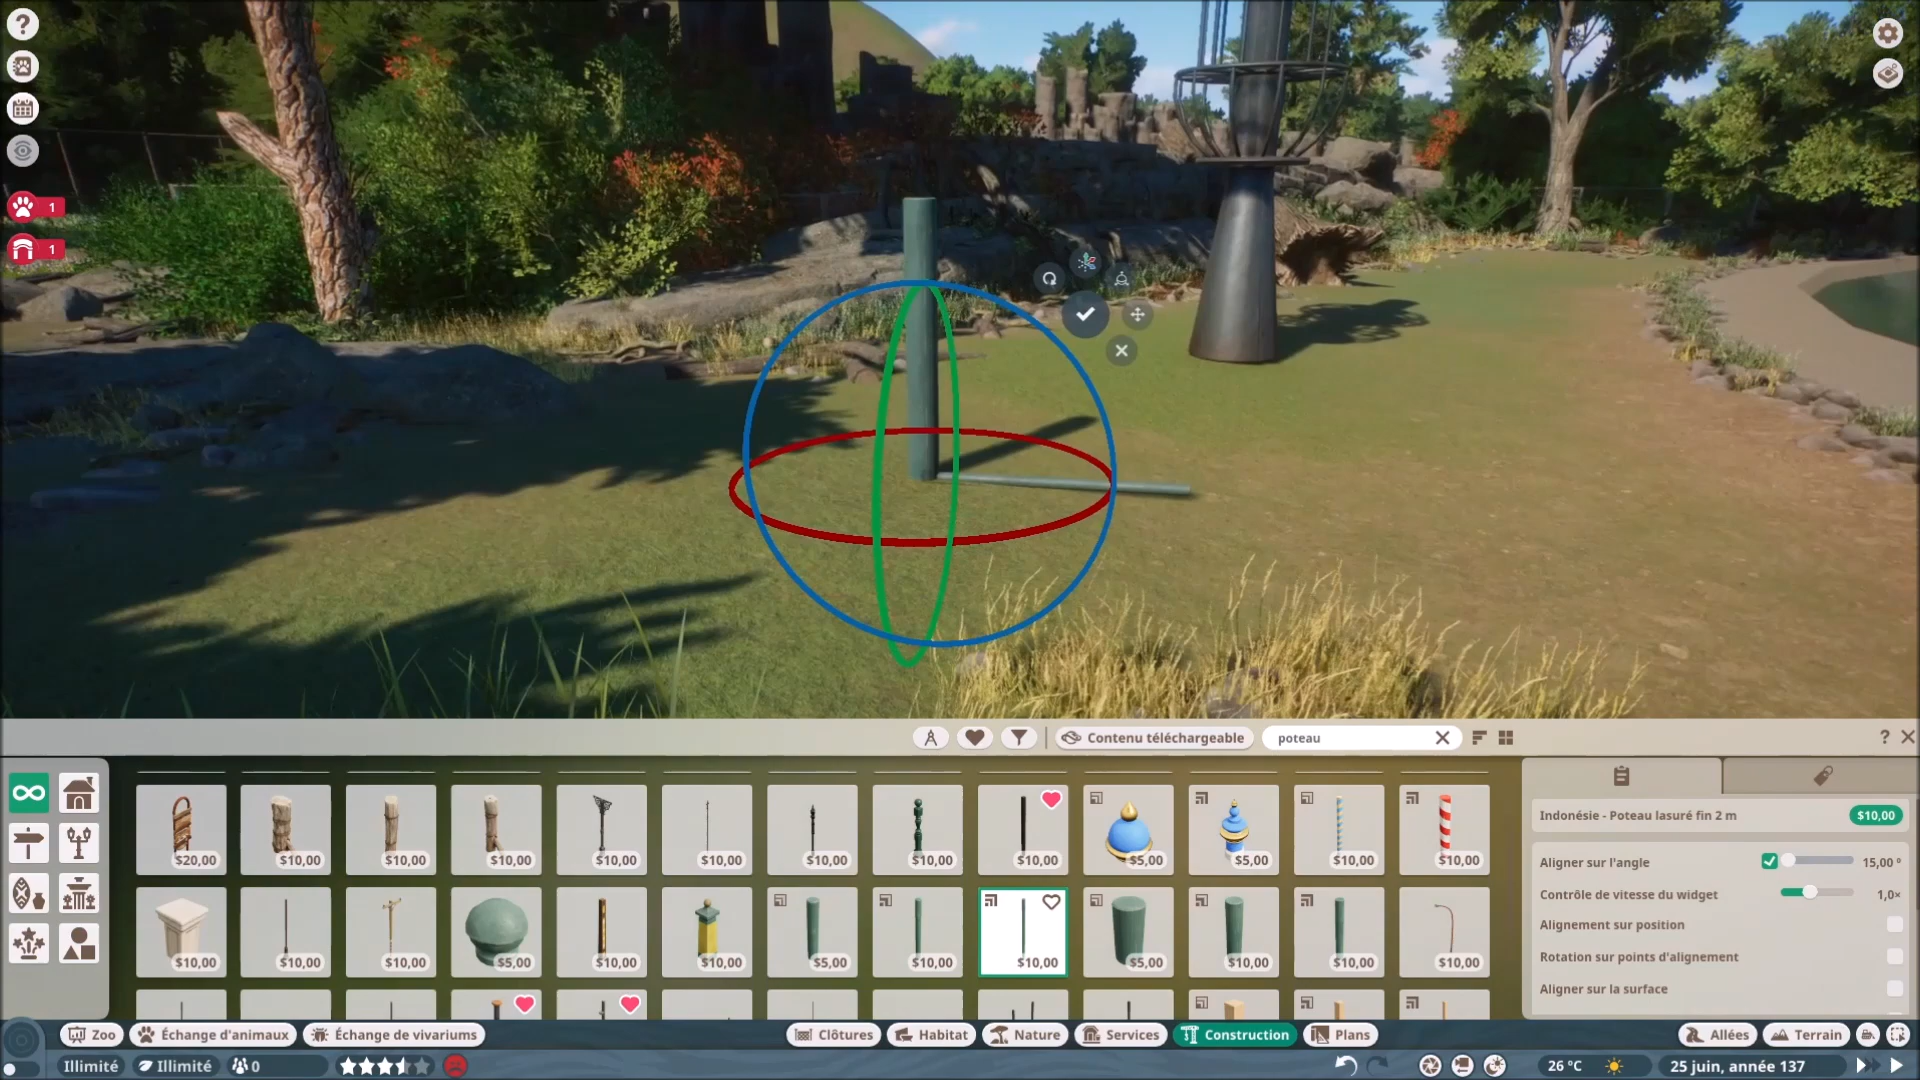 1
1
Contenu téléchargeable poteau
?
Indonésie - Poteau lasuré fin 2 m $10,00
Aligner sur l'angle 15,00 °
Contrôle de vitesse du widget 1,0×
Alignement sur position
Rotation sur points d'alignement
Aligner sur la surface
$20,00 $10,00 $10,00 $10,00 $10,00 $10,00 $10,00 $10,00 $10,00 $5,00 $5,00 $10,00 $10,00
$10,00 $10,00 $10,00 $5,00 $10,00 $10,00 $5,00 $10,00 $10,00 $5,00 $10,00 $10,00 $10,00
Zoo Échange d'animaux Échange de vivariums Clôtures Habitat Nature Services Construction Plans Allées Terrain
Illimité Illimité 0 26 °C 25 juin, année 137